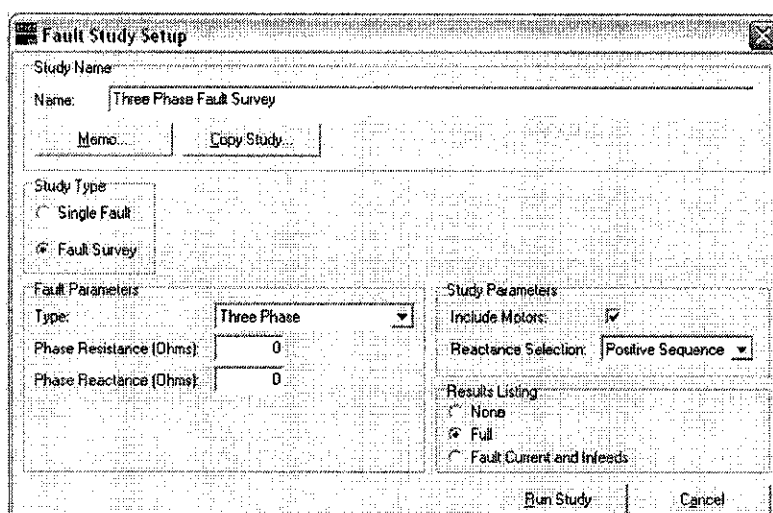 Fault Study Setup
Study Name
Name: Three Phase Fault Survey
Memo... Copy Study...
Study Type
Single Fault
Fault Survey
Fault Parameters
Type: Three Phase
Phase Resistance (Ohms): 0
Phase Reactance (Ohms): 0
Study Parameters
Include Motors:
Reactance Selection: Positive Sequence
Results Listing
None
Full
Fault Current and Infeeds
Run Study Cancel